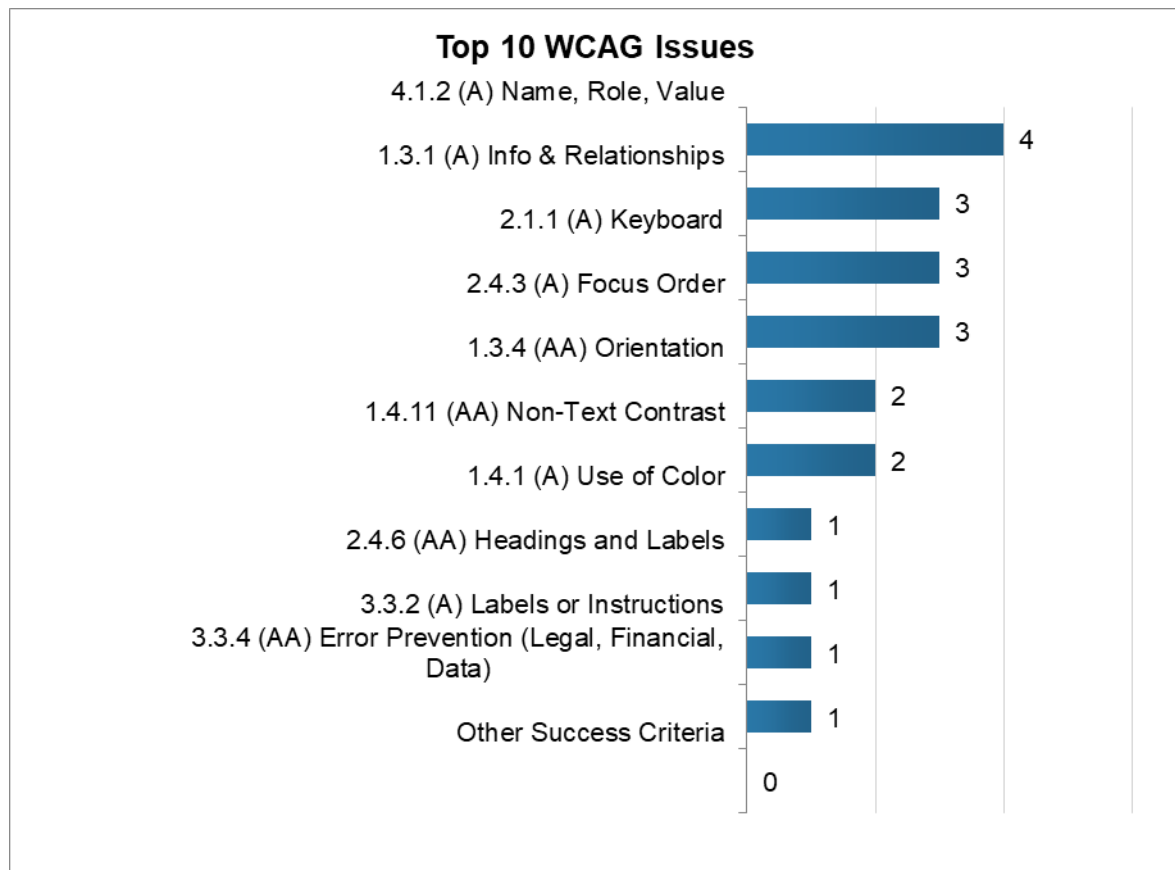 Top 10 WCAG Issues
4.1.2 (A) Name, Role, Value
4
1.3.1 (A) Info & Relationships
3
2.1.1 (A) Keyboard
3
2.4.3 (A) Focus Order
3
1.3.4 (AA) Orientation
2
1.4.11 (AA) Non-Text Contrast
2
1.4.1 (A) Use of Color
1
2.4.6 (AA) Headings and Labels
1
3.3.2 (A) Labels or Instructions
1
3.3.4 (AA) Error Prevention (Legal, Financial,
Data)
1
Other Success Criteria
0